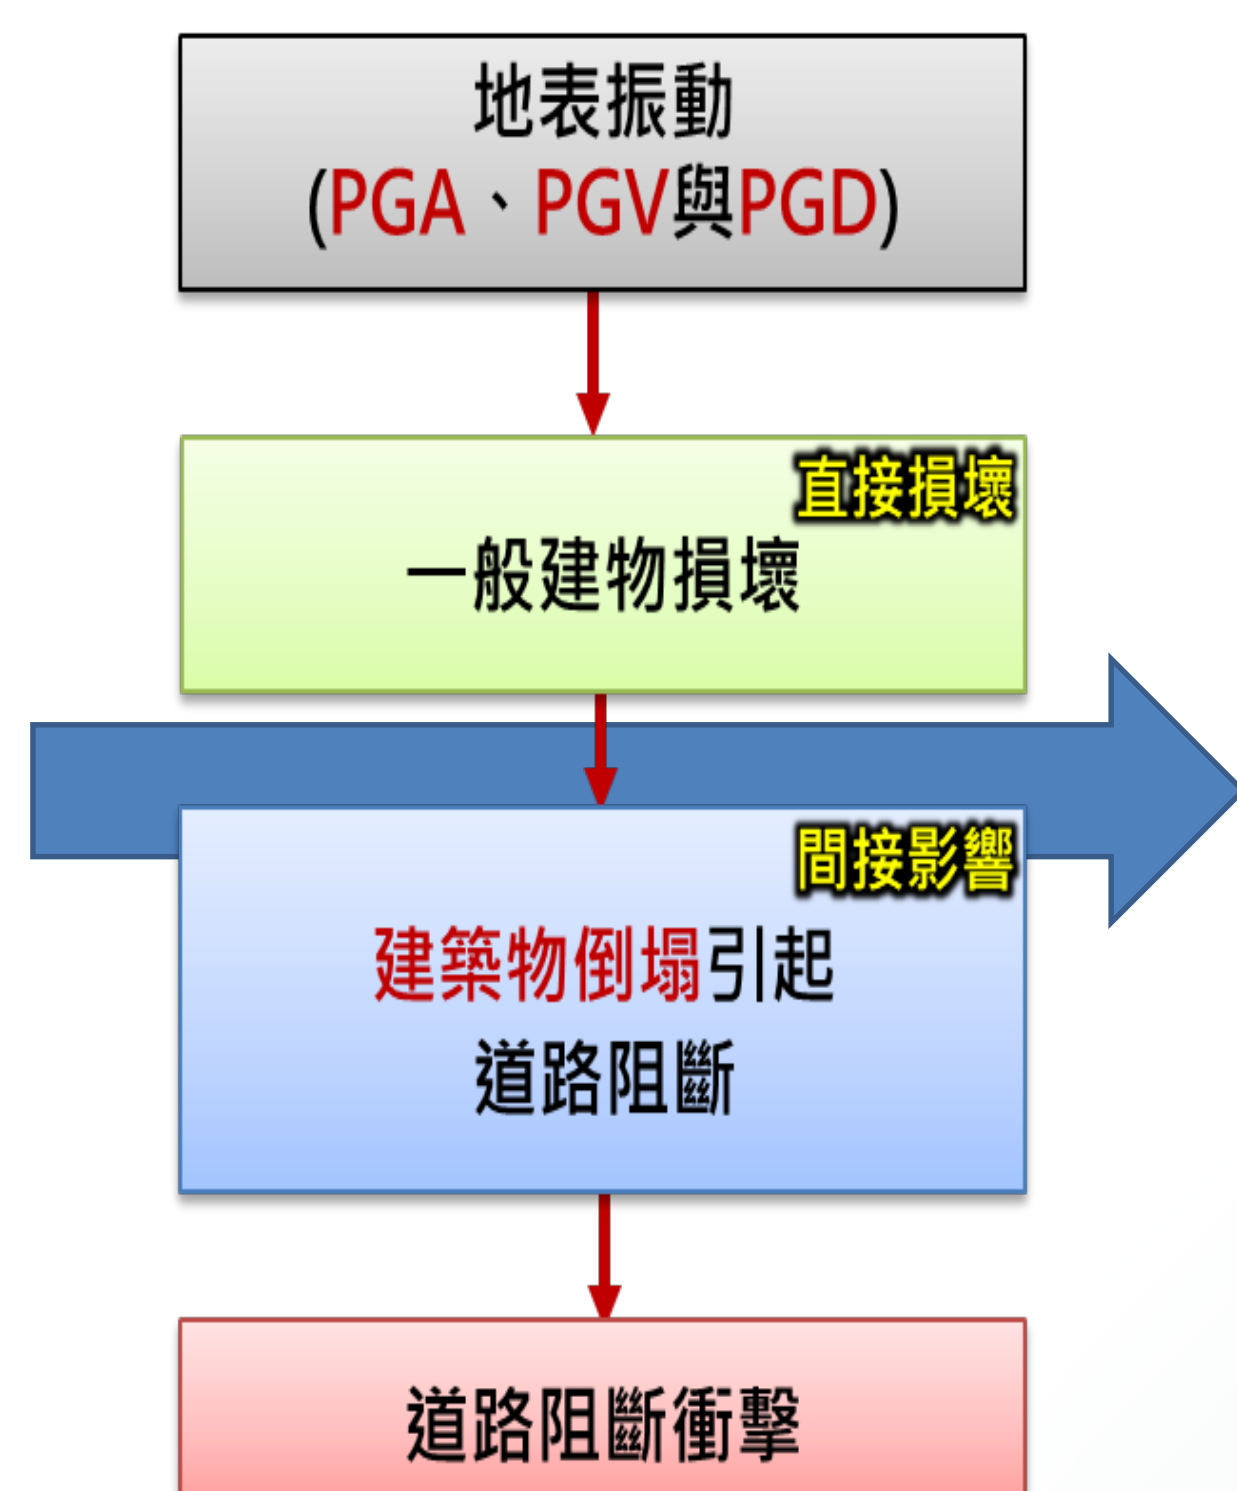 地表振動
(PGA、PGV與PGD)
直接損壞
一般建物損壞
間接影響
建築物倒塌引起
道路阻斷
道路阻斷衝擊